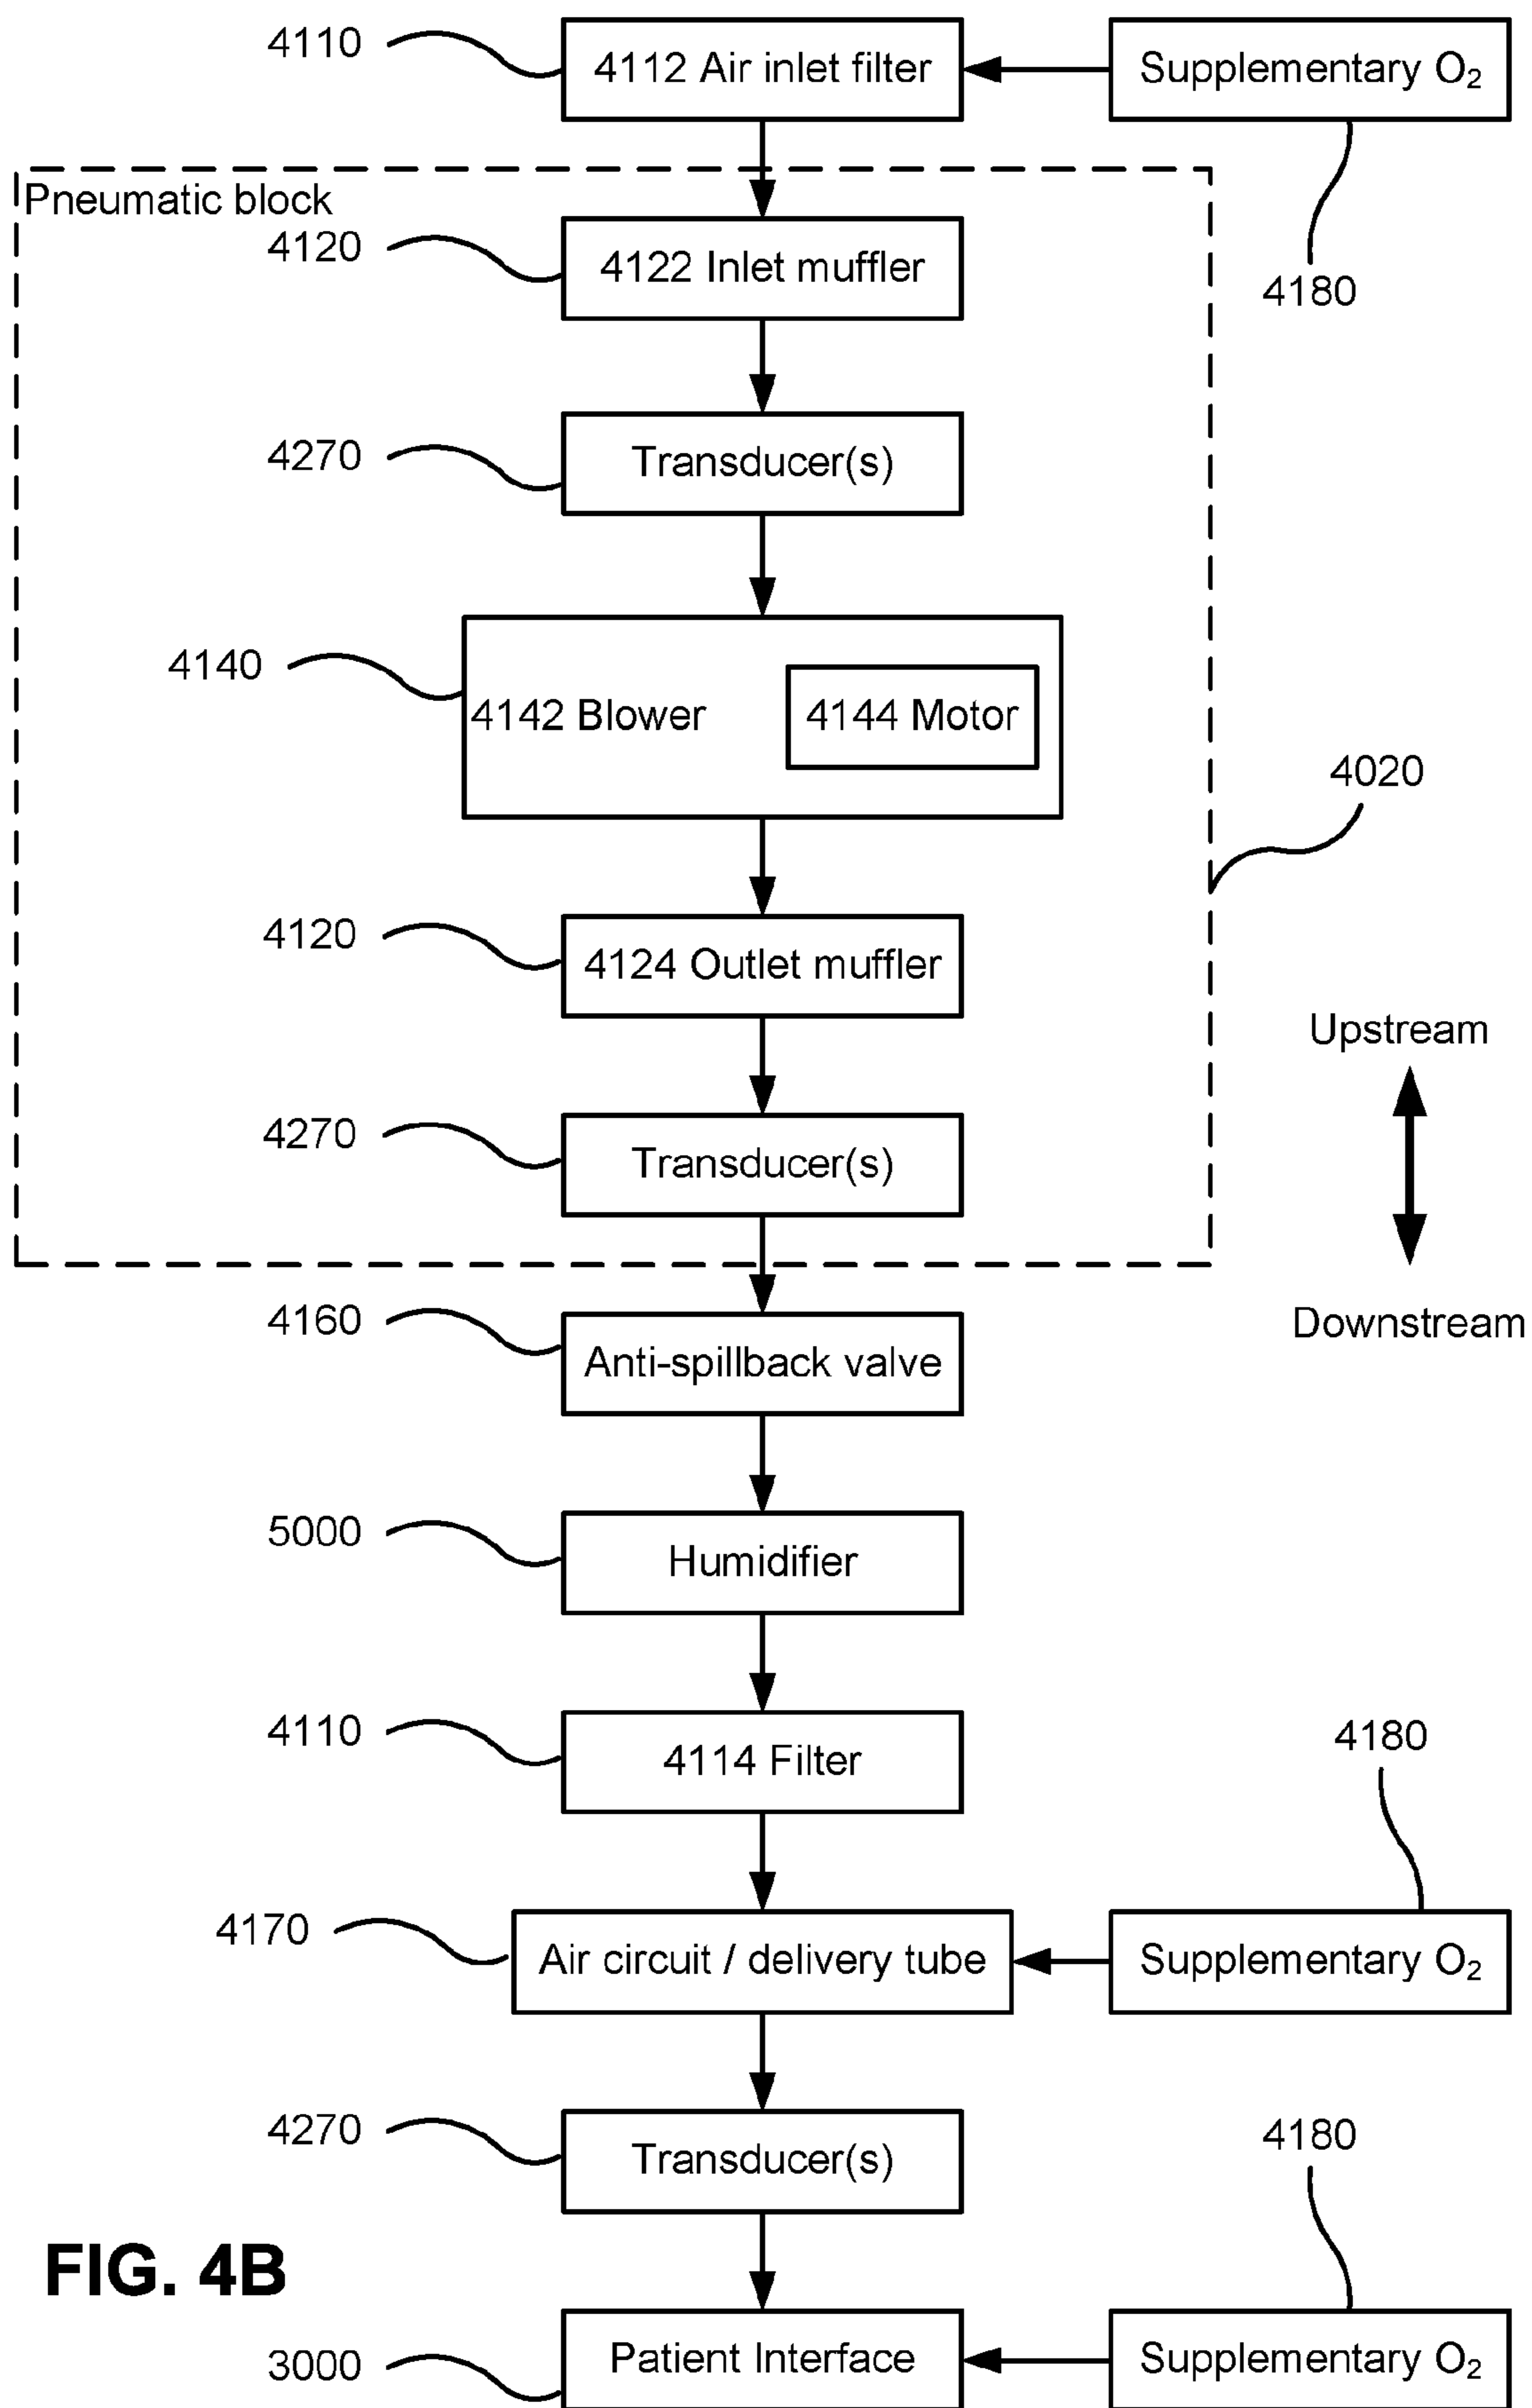 4110
4112 Air inlet filter
Supplementary O₂
Pneumatic block
4120
4122 Inlet muffler
4180
4270
Transducer(s)
4140
4142 Blower
4144 Motor
4020
4120
4124 Outlet muffler
Upstream
4270
Transducer(s)
4160
Anti-spillback valve
Downstream
5000
Humidifier
4110
4114 Filter
4180
4170
Air circuit / delivery tube
Supplementary O₂
4270
Transducer(s)
4180
FIG. 4B
3000
Patient Interface
Supplementary O₂